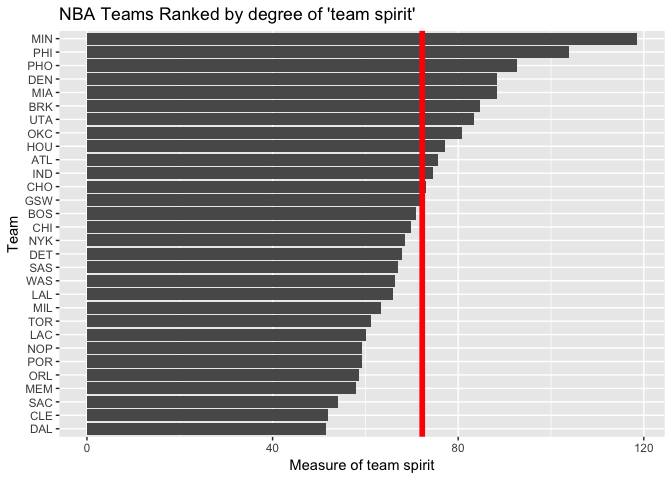 NBA Teams Ranked by degree of 'team spirit'
MIN
PHI
PHO
DEN
MIA
BRK
UTA
OKC
HOU
ATL
IND
CHO
GSW
BOS
CHI
NYK
DET
SAS
WAS
LAL
MIL
TOR
LAC
NOP
POR
ORL
MEM
SAC
CLE
DAL
Team
0 40 80 120
Measure of team spirit